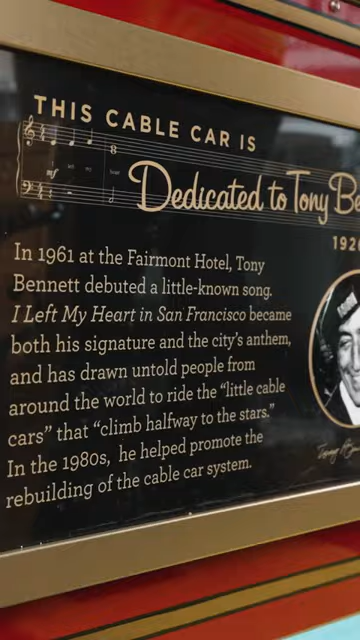 THIS CABLE CAR IS
Dedicated to Tony Be
192
In 1961 at the Fairmont Hotel, Tony
Bennett debuted a little-known song.
I Left My Heart in San Francisco became
both his signature and the city's anthem,
and has drawn untold people from
around the world to ride the “little cable
cars” that “climb halfway to the stars.”
In the 1980s, he helped promote the
rebuilding of the cable car system.